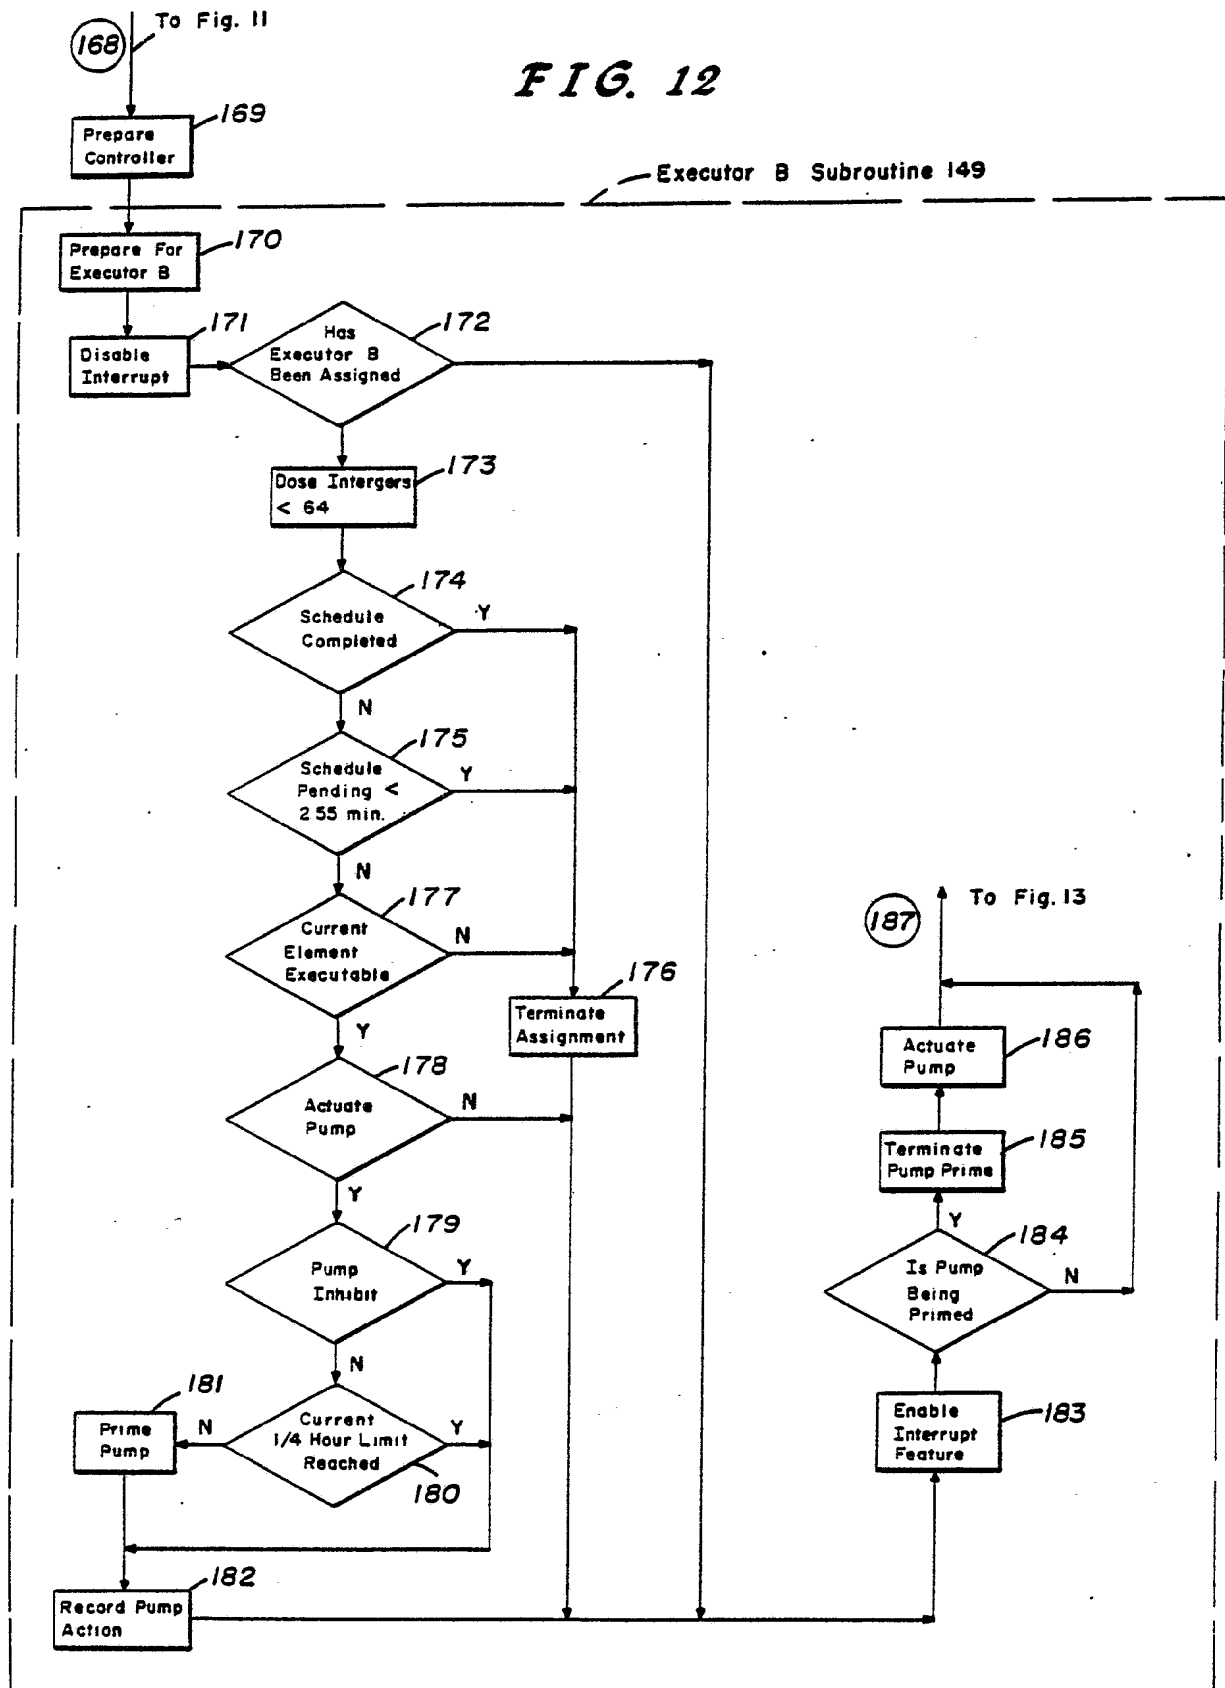 To Fig. 11
168
FIG. 12
169
Prepare
Controller
Executor B Subroutine 149
Prepare For
Executor B
170
171
Disable
Interrupt
172
Has
Executor B
Been Assigned
173
Dose Intergers
< 64
174
Schedule
Completed
Y
N
175
Schedule
Pending <
255 min.
Y
N
177
Current
Element
Executable
N
Y
176
Terminate
Assignment
178
Actuate
Pump
N
Y
179
Pump
Inhibit
Y
N
181
Prime
Pump
N
Current
1/4 Hour Limit
Reached
Y
180
182
Record Pump
Action
To Fig. 13
187
Actuate
Pump
186
Terminate
Pump Prime
185
Y
184
Is Pump
Being
Primed
N
Enable
Interrupt
Feature
183